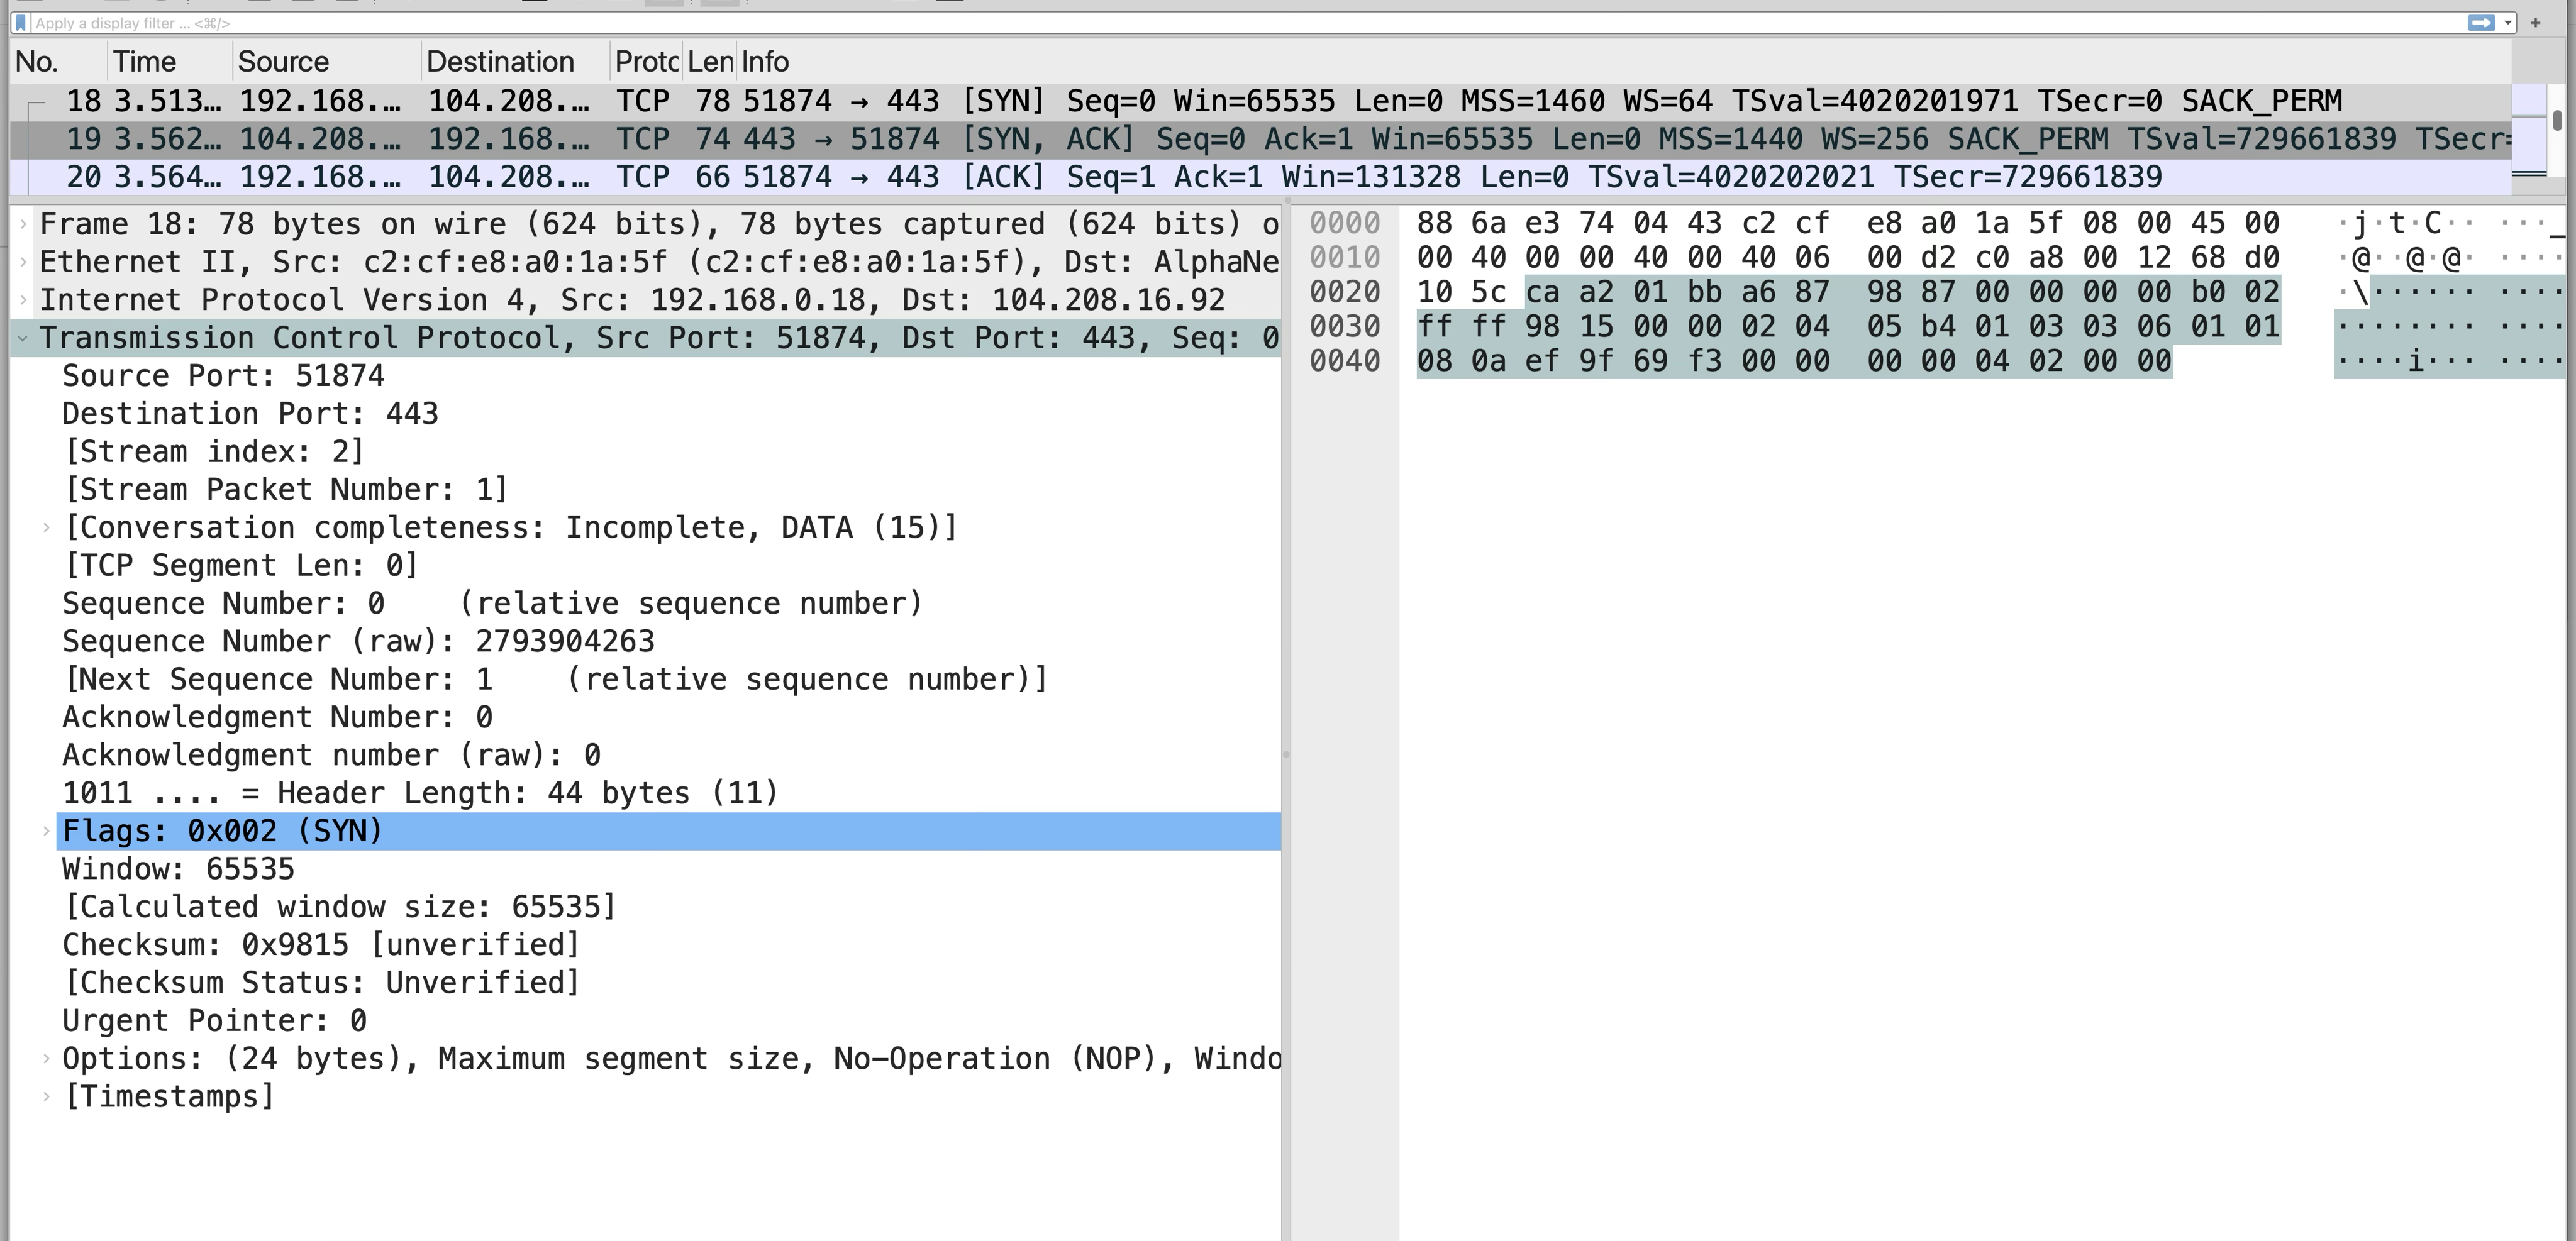 Apply a display filter ... <⌘/>
+
No. Time Source Destination Protc Len Info
18 3.513… 192.168.… 104.208.… TCP 78 51874 → 443 [SYN] Seq=0 Win=65535 Len=0 MSS=1460 WS=64 TSval=4020201971 TSecr=0 SACK_PERM
19 3.562… 104.208.… 192.168.… TCP 74 443 → 51874 [SYN, ACK] Seq=0 Ack=1 Win=65535 Len=0 MSS=1440 WS=256 SACK_PERM TSval=729661839 TSecr=
20 3.564… 192.168.… 104.208.… TCP 66 51874 → 443 [ACK] Seq=1 Ack=1 Win=131328 Len=0 TSval=4020202021 TSecr=729661839
Frame 18: 78 bytes on wire (624 bits), 78 bytes captured (624 bits) o
Ethernet II, Src: c2:cf:e8:a0:1a:5f (c2:cf:e8:a0:1a:5f), Dst: AlphaNe
Internet Protocol Version 4, Src: 192.168.0.18, Dst: 104.208.16.92
Transmission Control Protocol, Src Port: 51874, Dst Port: 443, Seq: 0
Source Port: 51874
Destination Port: 443
[Stream index: 2]
[Stream Packet Number: 1]
[Conversation completeness: Incomplete, DATA (15)]
[TCP Segment Len: 0]
Sequence Number: 0    (relative sequence number)
Sequence Number (raw): 2793904263
[Next Sequence Number: 1    (relative sequence number)]
Acknowledgment Number: 0
Acknowledgment number (raw): 0
1011 .... = Header Length: 44 bytes (11)
Flags: 0x002 (SYN)
Window: 65535
[Calculated window size: 65535]
Checksum: 0x9815 [unverified]
[Checksum Status: Unverified]
Urgent Pointer: 0
Options: (24 bytes), Maximum segment size, No-Operation (NOP), Windo
[Timestamps]
0000 88 6a e3 74 04 43 c2 cf e8 a0 1a 5f 08 00 45 00 ·j·t·C·· ···_
0010 00 40 00 00 40 00 40 06 00 d2 c0 a8 00 12 68 d0 ·@··@·@· ····
0020 10 5c ca a2 01 bb a6 87 98 87 00 00 00 00 b0 02 ·\······ ····
0030 ff ff 98 15 00 00 02 04 05 b4 01 03 03 06 01 01 ········ ····
0040 08 0a ef 9f 69 f3 00 00 00 00 04 02 00 00 ····i··· ····